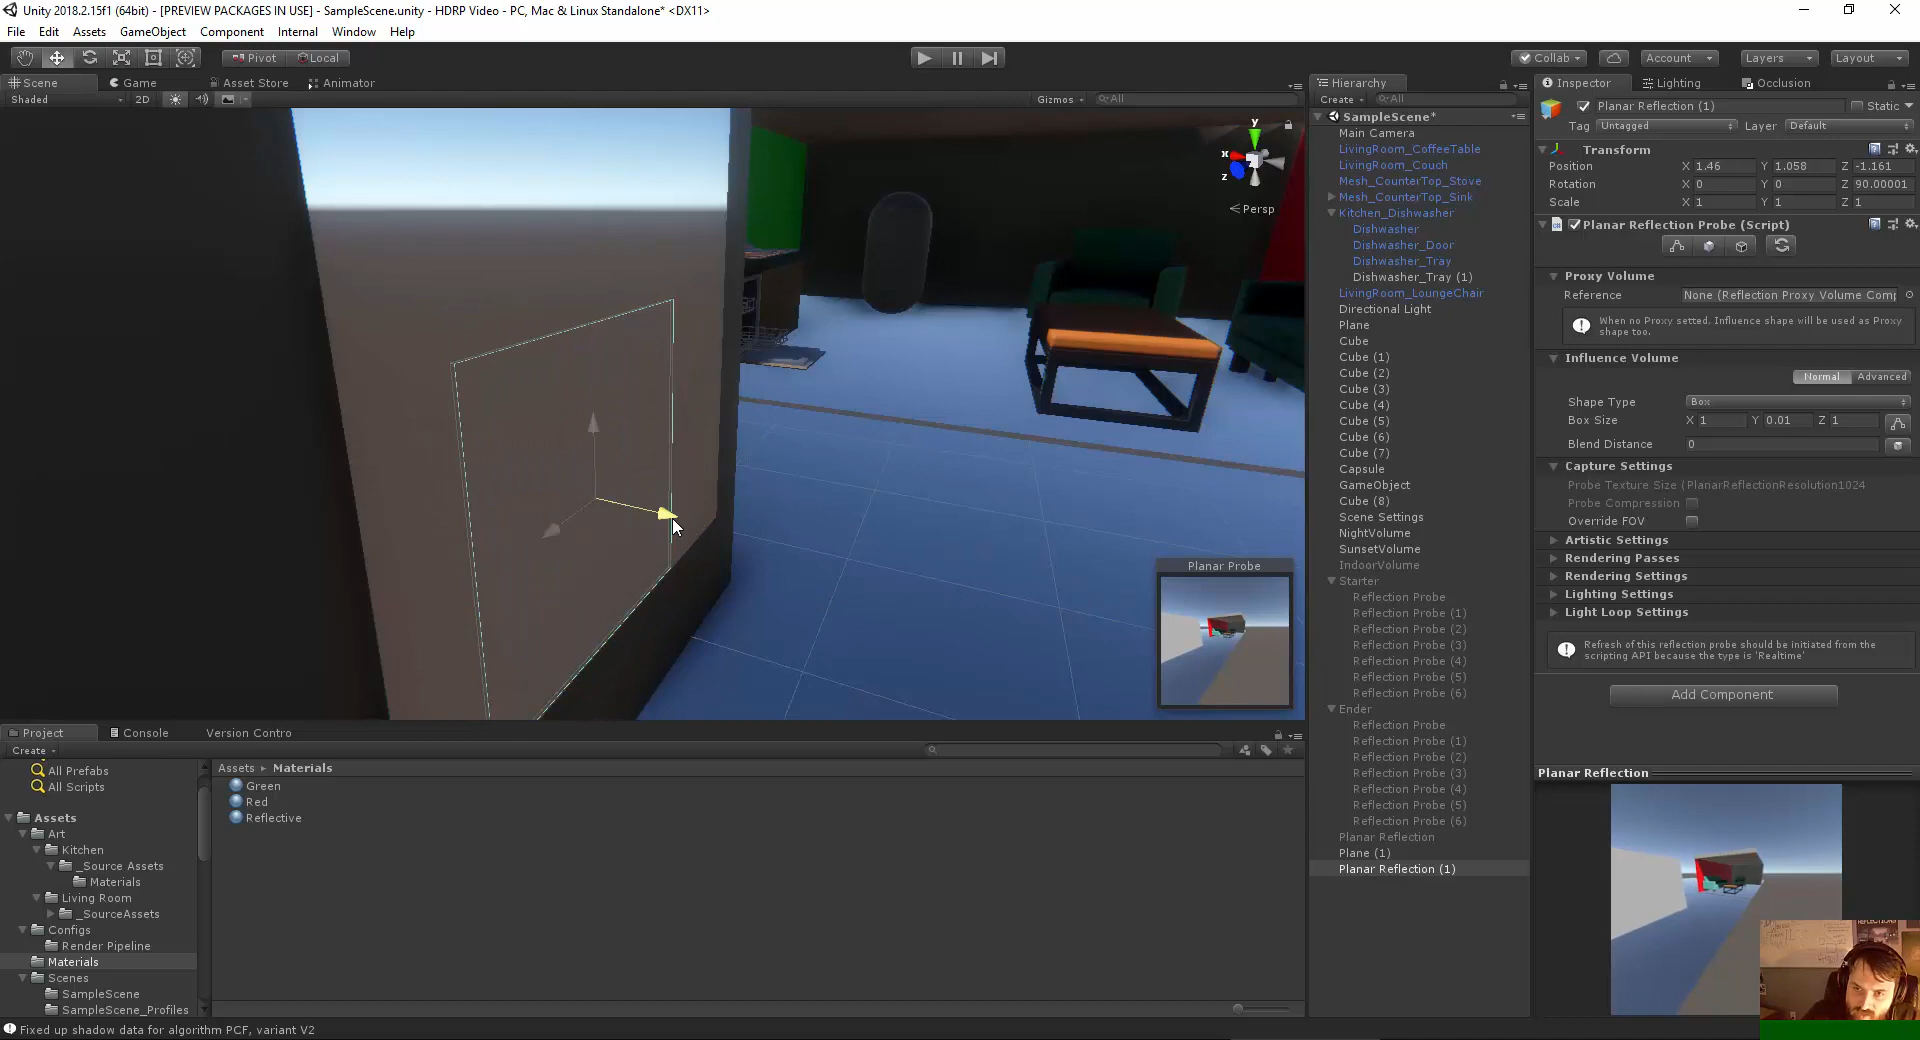 Unity 2018.2.15f1 (64bit) - [PREVIEW PACKAGES IN USE] - SampleScene.unity - HDRP Video - PC, Mac & Linux Standalone* <DX11>
File Edit Assets GameObject Component Internal Window Help
Pivot Local Collab Account Layers Layout
Scene Game Asset Store Animator
Shaded 2D Gizmos All
y
x
z
Persp
Planar Probe
Hierarchy
Create All
SampleScene*
Main Camera
LivingRoom_CoffeeTable
LivingRoom_Couch
Mesh_CounterTop_Stove
Mesh_CounterTop_Sink
Kitchen_Dishwasher
Dishwasher
Dishwasher_Door
Dishwasher_Tray
Dishwasher_Tray (1)
LivingRoom_LoungeChair
Directional Light
Plane
Cube
Cube (1)
Cube (2)
Cube (3)
Cube (4)
Cube (5)
Cube (6)
Cube (7)
Capsule
GameObject
Cube (8)
Scene Settings
NightVolume
SunsetVolume
IndoorVolume
Starter
Reflection Probe
Reflection Probe (1)
Reflection Probe (2)
Reflection Probe (3)
Reflection Probe (4)
Reflection Probe (5)
Reflection Probe (6)
Ender
Reflection Probe
Reflection Probe (1)
Reflection Probe (2)
Reflection Probe (3)
Reflection Probe (4)
Reflection Probe (5)
Reflection Probe (6)
Planar Reflection
Plane (1)
Planar Reflection (1)
Inspector Lighting Occlusion
Planar Reflection (1) Static
Tag Untagged Layer Default
Transform
Position X 1.46 Y 1.058 Z -1.161
Rotation X 0 Y 0 Z 90.00001
Scale X 1 Y 1 Z 1
Planar Reflection Probe (Script)
Proxy Volume
Reference None (Reflection Proxy Volume Comp
When no Proxy setted, Influence shape will be used as Proxy
shape too.
Influence Volume
Normal Advanced
Shape Type Box
Box Size X 1 Y 0.01 Z 1
Blend Distance 0
Capture Settings
Probe Texture Size (PlanarReflectionResolution1024
Probe Compression
Override FOV
Artistic Settings
Rendering Passes
Rendering Settings
Lighting Settings
Light Loop Settings
Refresh of this reflection probe should be initiated from the
scripting API because the type is 'Realtime'
Add Component
Planar Reflection
Project Console Version Contro
Create
All Prefabs
All Scripts
Assets
Art
Kitchen
_Source Assets
Materials
Living Room
_SourceAssets
Configs
Render Pipeline
Materials
Scenes
SampleScene
SampleScene_Profiles
Assets Materials
Green
Red
Reflective
Fixed up shadow data for algorithm PCF, variant V2